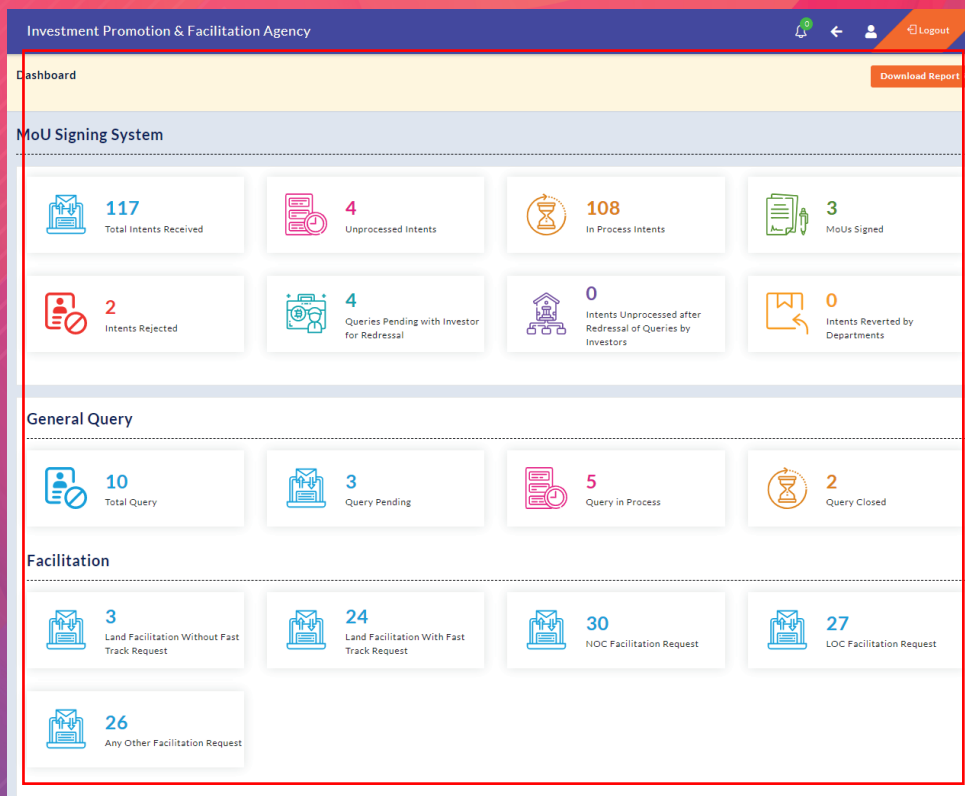 Investment Promotion & Facilitation Agency
0
Logout
Dashboard
Download Report
MoU Signing System
117
Total Intents Received
4
Unprocessed Intents
108
In Process Intents
3
MoUs Signed
2
Intents Rejected
4
Queries Pending with Investor
for Redressal
0
Intents Unprocessed after
Redressal of Queries by
Investors
0
Intents Reverted by
Departments
General Query
10
Total Query
3
Query Pending
5
Query in Process
2
Query Closed
Facilitation
3
Land Facilitation Without Fast
Track Request
24
Land Facilitation With Fast
Track Request
30
NOC Facilitation Request
27
LOC Facilitation Request
26
Any Other Facilitation Request